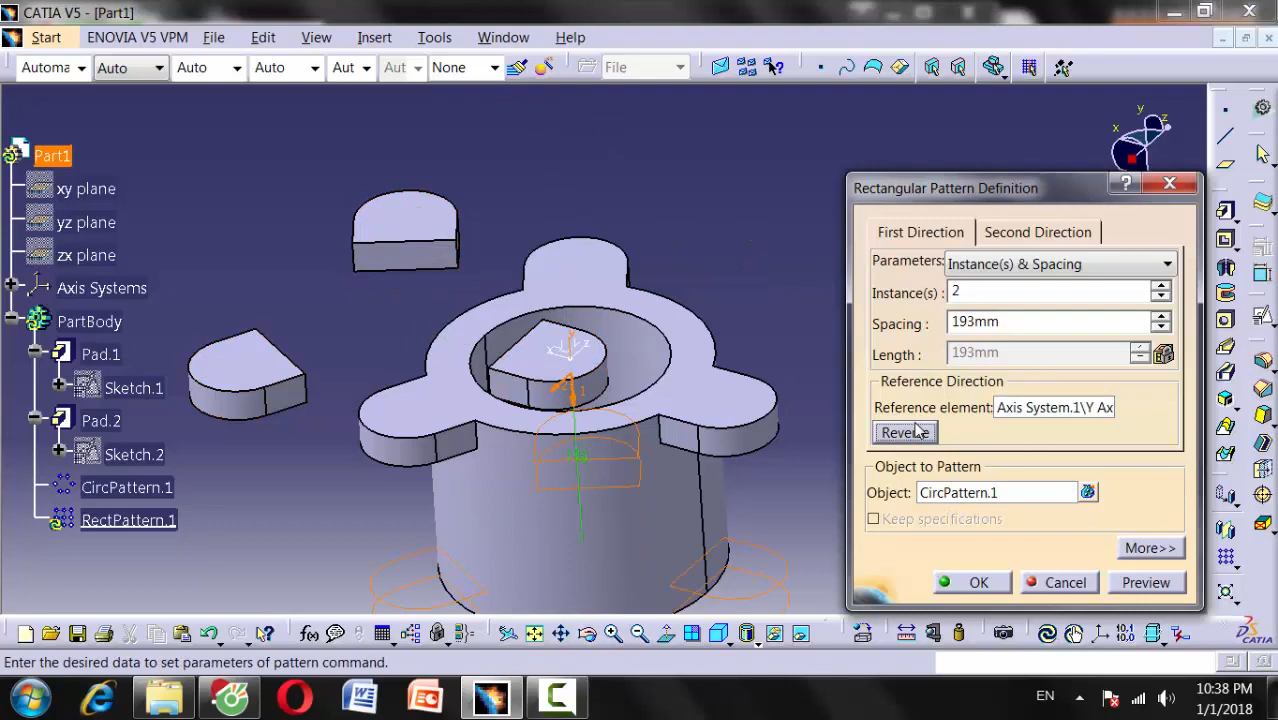 CATIA V5 - [Part1]
Start ENOVIA V5 VPM File Edit View Insert Tools Window Help
Automa Auto Auto Auto Aut Aut None File
Part1
xy plane
yz plane
zx plane
Axis Systems
PartBody
Pad.1
Sketch.1
Pad.2
Sketch.2
CircPattern.1
RectPattern.1
y
x
z
Rectangular Pattern Definition
First Direction Second Direction
Parameters: Instance(s) & Spacing
Instance(s) : 2
Spacing : 193mm
Length : 193mm
Reference Direction
Reference element: Axis System.1\Y Ax
Reverse
Object to Pattern
Object: CircPattern.1
Keep specifications
More>>
OK Cancel Preview
1
Enter the desired data to set parameters of pattern command.
CATIA
EN
10:38 PM
1/1/2018